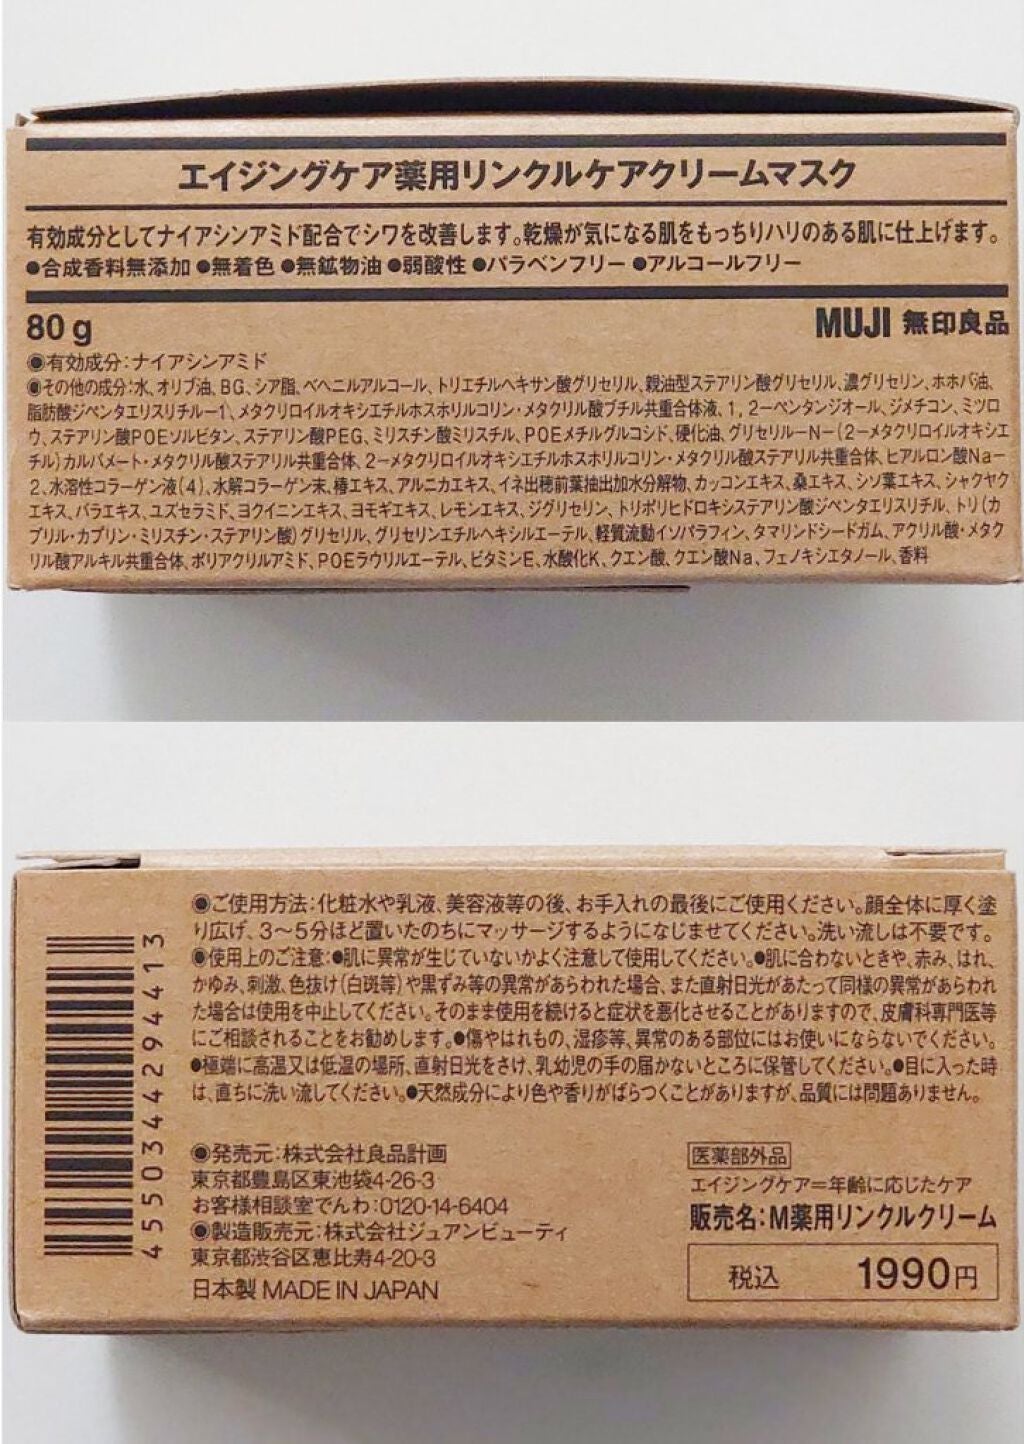 エイジングケア薬用リンクルケアクリームマスク
有効成分としてナイアシンアミド配合でシワを改善します。乾燥が気になる肌をもっちりハリのある肌に仕上げます。
●合成香料無添加 ●無着色 ●無鉱物油 ●弱酸性 ●パラベンフリー ●アルコールフリー
80g
MUJI 無印良品
◉有効成分：ナイアシンアミド
◉その他の成分：水、オリブ油、BG、シア脂、ベヘニルアルコール、トリエチルヘキサン酸グリセリル、親油型ステアリン酸グリセリル、濃グリセリン、ホホバ油、
脂肪酸ジペンタエリスリチル－1、メタクリロイルオキシエチルホスホリルコリン・メタクリル酸ブチル共重合体液、1，2－ペンタンジオール、ジメチコン、ミツロ
ウ、ステアリン酸POEソルビタン、ステアリン酸PEG、ミリスチン酸ミリスチル、POEメチルグルコシド、硬化油、グリセリル－N－(2－メタクリロイルオキシエ
チル)カルバメート・メタクリル酸ステアリル共重合体、2－メタクリロイルオキシエチルホスホリルコリン・メタクリル酸ステアリル共重合体、ヒアルロン酸Na－
2、水溶性コラーゲン液(4)、水解コラーゲン末、椿エキス、アルニカエキス、イネ出穂前葉抽出加水分解物、カッコンエキス、桑エキス、シソ葉エキス、シャクヤク
エキス、バラエキス、ユズセラミド、ヨクイニンエキス、ヨモギエキス、レモンエキス、ジグリセリン、トリポリヒドロキシステアリン酸ジペンタエリスリチル、トリ(カ
プリル・カプリン・ミリスチン・ステアリン酸)グリセリル、グリセリンエチルヘキシルエーテル、軽質流動イソパラフィン、タマリンドシードガム、アクリル酸・メタク
リル酸アルキル共重合体、ポリアクリルアミド、POEラウリルエーテル、ビタミンE、水酸化K、クエン酸、クエン酸Na、フェノキシエタノール、香料
◉ご使用方法：化粧水や乳液、美容液等の後、お手入れの最後にご使用ください。顔全体に厚く塗
り広げ、3～5分ほど置いたのちにマッサージするようになじませてください。洗い流しは不要です。
◉使用上のご注意：●肌に異常が生じていないかよく注意して使用してください。●肌に合わないときや、赤み、はれ、
かゆみ、刺激、色抜け(白斑等)や黒ずみ等の異常があらわれた場合、また直射日光があたって同様の異常があらわれ
た場合は使用を中止してください。そのまま使用を続けると症状を悪化させることがありますので、皮膚科専門医等
にご相談されることをお勧めします。●傷やはれもの、湿疹等、異常のある部位にはお使いにならないでください。
●極端に高温又は低温の場所、直射日光をさけ、乳幼児の手の届かないところに保管してください。●目に入った時
は、直ちに洗い流してください。●天然成分により色や香りがばらつくことがありますが、品質には問題ありません。
4550344294413
◉発売元：株式会社良品計画
東京都豊島区東池袋4-26-3
お客様相談室でんわ：0120-14-6404
◉製造販売元：株式会社ジュアンビューティ
東京都渋谷区恵比寿4-20-3
日本製 MADE IN JAPAN
医薬部外品
エイジングケア＝年齢に応じたケア
販売名：M薬用リンクルクリーム
税込 1990円